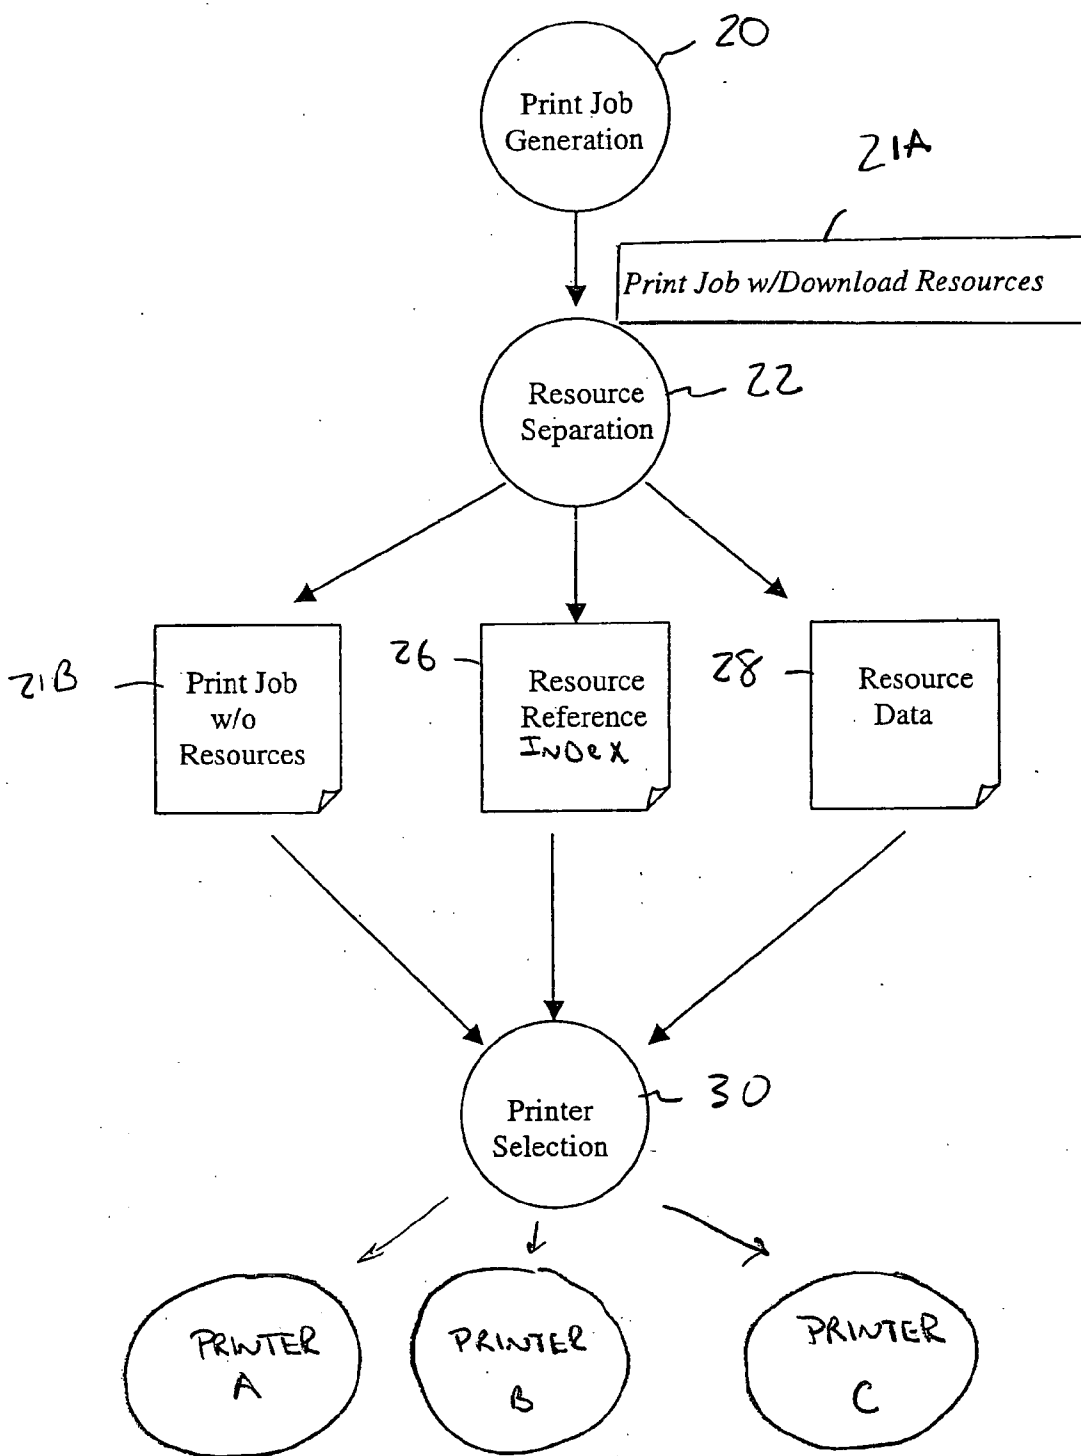 20
Print Job
Generation
21A
Print Job w/Download Resources
Resource
Separation
22
21B
Print Job
w/o
Resources
26
Resource
Reference
INDeX
28
Resource
Data
Printer
Selection
30
PRINTER
A
PRINTER
B
PRINTER
C